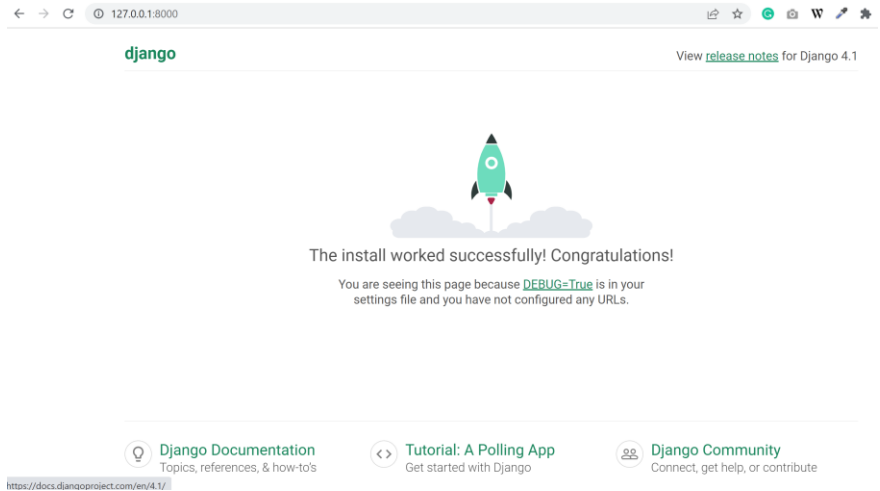 127.0.0.1:8000
django
View release notes for Django 4.1
The install worked successfully! Congratulations!
You are seeing this page because DEBUG=True is in your
settings file and you have not configured any URLs.
Django Documentation
Topics, references, & how-to's
Tutorial: A Polling App
Get started with Django
Django Community
Connect, get help, or contribute
https://docs.djangoproject.com/en/4.1/